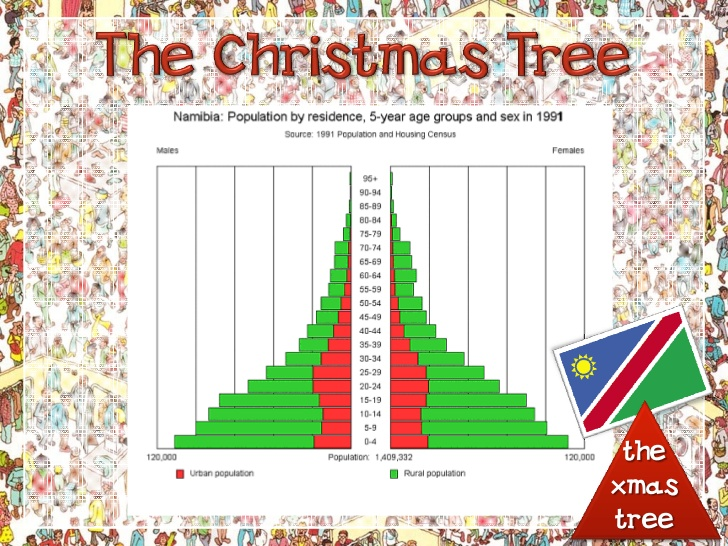 The Christmas Tree
Namibia: Population by residence, 5-year age groups and sex in 1991
Source: 1991 Population and Housing Census
Males Females
95+
90-94
85-89
80-84
75-79
70-74
65-69
60-64
55-59
50-54
45-49
40-44
35-39
30-34
25-29
20-24
15-19
10-14
5-9
0-4
120,000 Population: 1,409,332 120,000
Urban population Rural population
the
xmas
tree